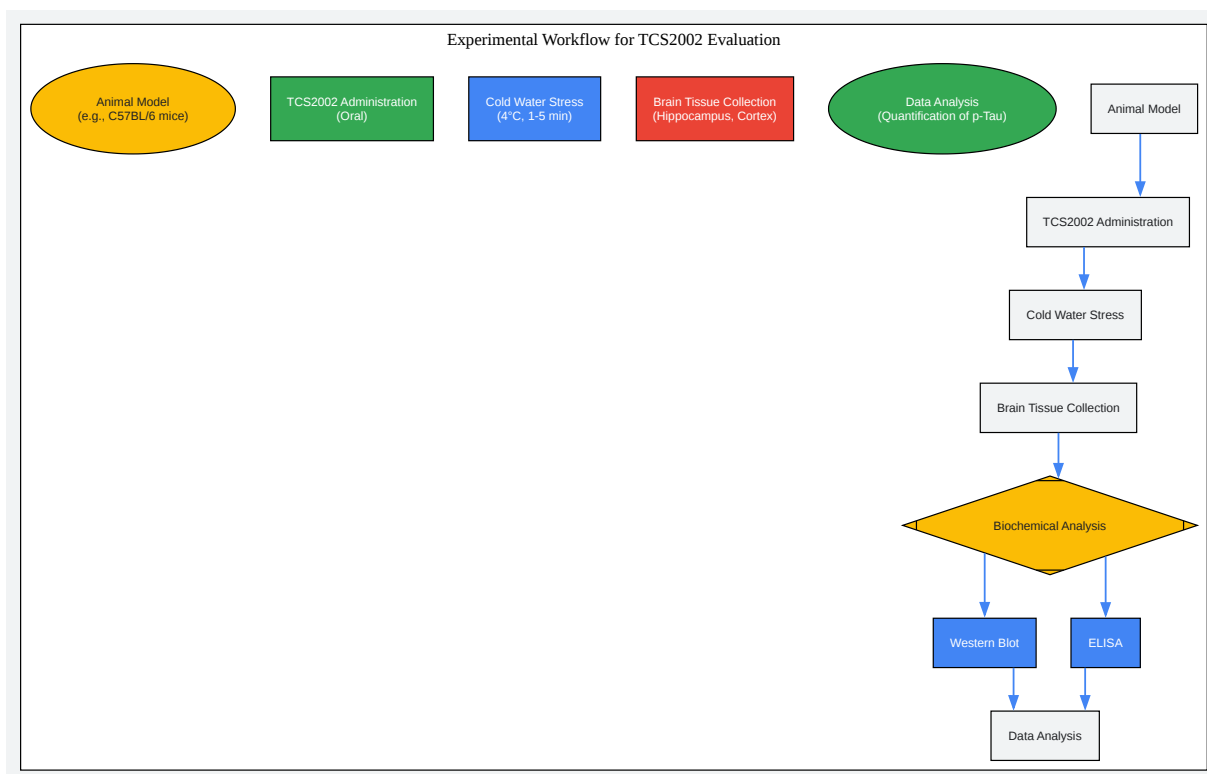 Experimental Workflow for TCS2002 Evaluation
Animal Model
(e.g., C57BL/6 mice)
TCS2002 Administration
(Oral)
Cold Water Stress
(4°C, 1-5 min)
Brain Tissue Collection
(Hippocampus, Cortex)
Data Analysis
(Quantification of p-Tau)
Animal Model
TCS2002 Administration
Cold Water Stress
Brain Tissue Collection
Biochemical Analysis
Western Blot
ELISA
Data Analysis